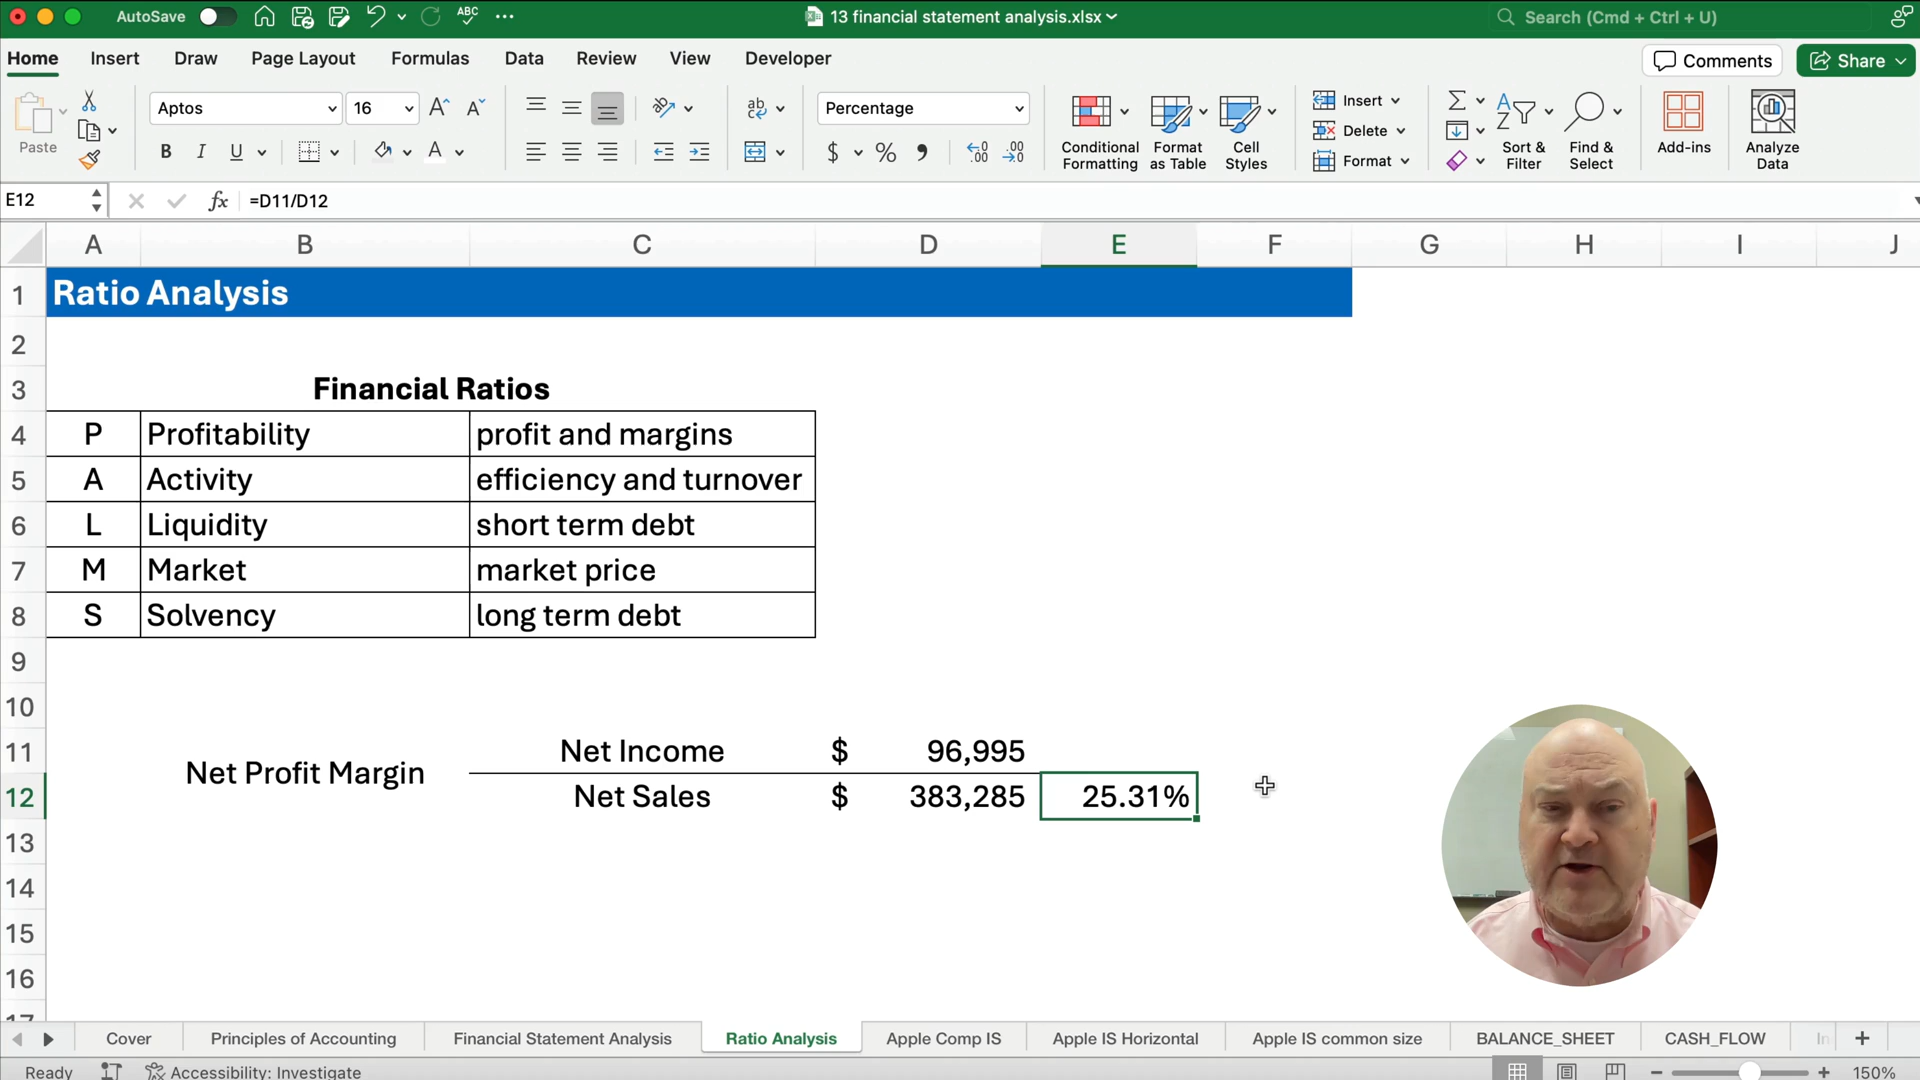 AutoSave
13 financial statement analysis.xlsx
Search (Cmd + Ctrl + U)
Home Insert Draw Page Layout Formulas Data Review View Developer
Comments Share
Paste
Aptos 16
B I U
ab
Percentage
$ % ,
Conditional Formatting
Format as Table
Cell Styles
Insert
Delete
Format
Sort & Filter
Find & Select
Add-ins
Analyze Data
E12 fx =D11/D12
A B C D E F G H I J
1 Ratio Analysis
2
3 Financial Ratios
4 P Profitability profit and margins
5 A Activity efficiency and turnover
6 L Liquidity short term debt
7 M Market market price
8 S Solvency long term debt
9
10
11 Net Income $ 96,995
Net Profit Margin
12 Net Sales $ 383,285 25.31%
13
14
15
16
17
Cover Principles of Accounting Financial Statement Analysis Ratio Analysis Apple Comp IS Apple IS Horizontal Apple IS common size BALANCE_SHEET CASH_FLOW In
Ready Accessibility: Investigate 150%